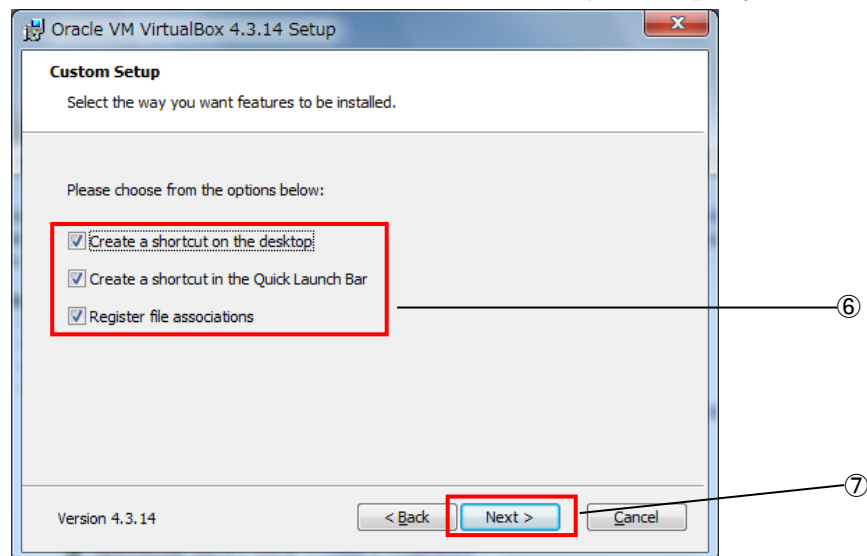 Oracle VM VirtualBox 4.3.14 Setup
Custom Setup
Select the way you want features to be installed.
Please choose from the options below:
Create a shortcut on the desktop
Create a shortcut in the Quick Launch Bar
Register file associations
⑥
⑦
Version 4.3.14
< Back
Next >
Cancel